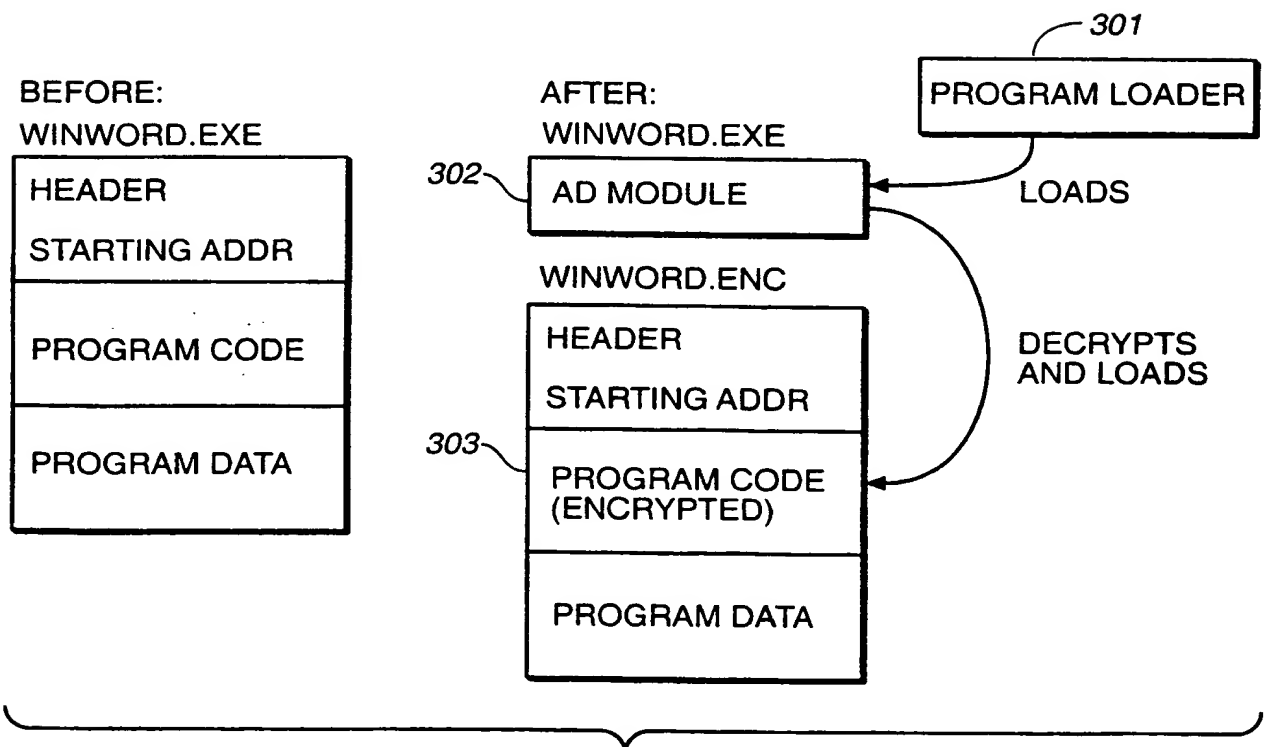 BEFORE:
WINWORD.EXE
HEADER
STARTING ADDR
PROGRAM CODE
PROGRAM DATA
AFTER:
WINWORD.EXE
302
AD MODULE
301
PROGRAM LOADER
LOADS
WINWORD.ENC
HEADER
STARTING ADDR
303
PROGRAM CODE
(ENCRYPTED)
PROGRAM DATA
DECRYPTS
AND LOADS